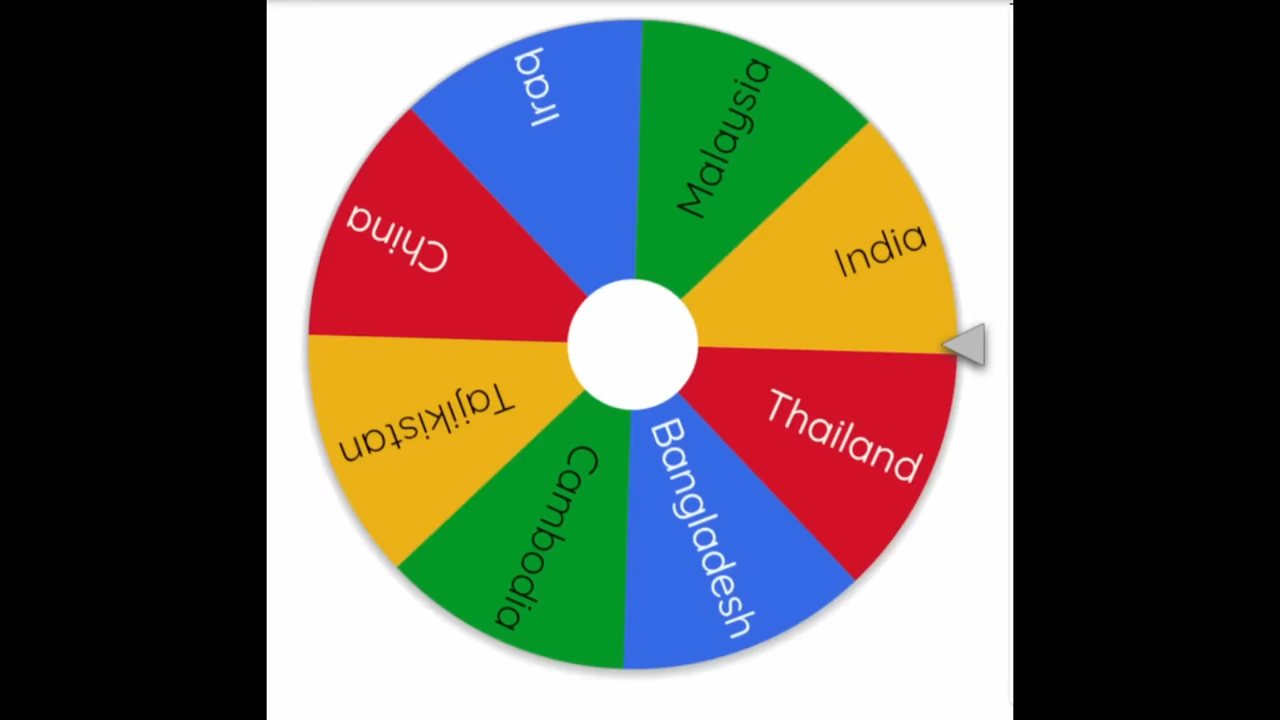 Iraq
Malaysia
India
Thailand
Bangladesh
Cambodia
Tajikistan
China